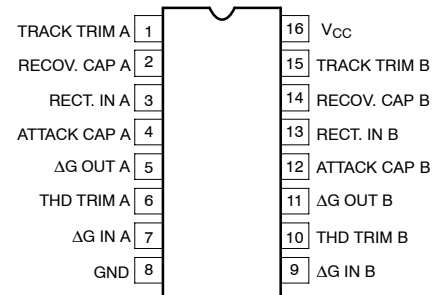 TRACK TRIM A 1 16 VCC
RECOV. CAP A 2 15 TRACK TRIM B
RECT. IN A 3 14 RECOV. CAP B
ATTACK CAP A 4 13 RECT. IN B
ΔG OUT A 5 12 ATTACK CAP B
THD TRIM A 6 11 ΔG OUT B
ΔG IN A 7 10 THD TRIM B
GND 8 9 ΔG IN B